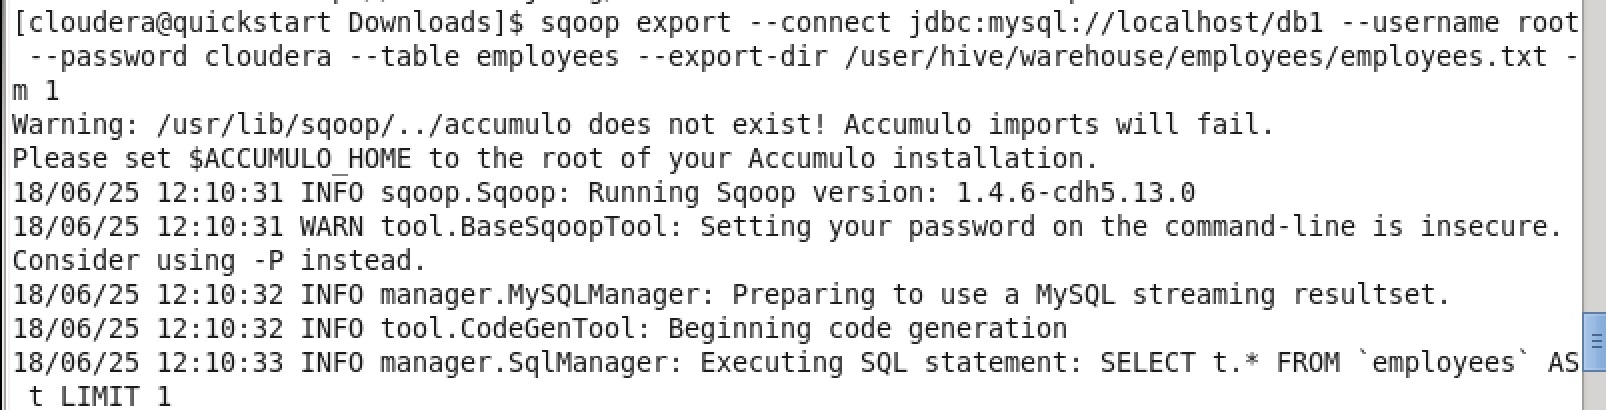 [cloudera@quickstart Downloads]$ sqoop export --connect jdbc:mysql://localhost/db1 --username root
 --password cloudera --table employees --export-dir /user/hive/warehouse/employees/employees.txt -
m 1
Warning: /usr/lib/sqoop/../accumulo does not exist! Accumulo imports will fail.
Please set $ACCUMULO_HOME to the root of your Accumulo installation.
18/06/25 12:10:31 INFO sqoop.Sqoop: Running Sqoop version: 1.4.6-cdh5.13.0
18/06/25 12:10:31 WARN tool.BaseSqoopTool: Setting your password on the command-line is insecure.
Consider using -P instead.
18/06/25 12:10:32 INFO manager.MySQLManager: Preparing to use a MySQL streaming resultset.
18/06/25 12:10:32 INFO tool.CodeGenTool: Beginning code generation
18/06/25 12:10:33 INFO manager.SqlManager: Executing SQL statement: SELECT t.* FROM `employees` AS
 t LIMIT 1